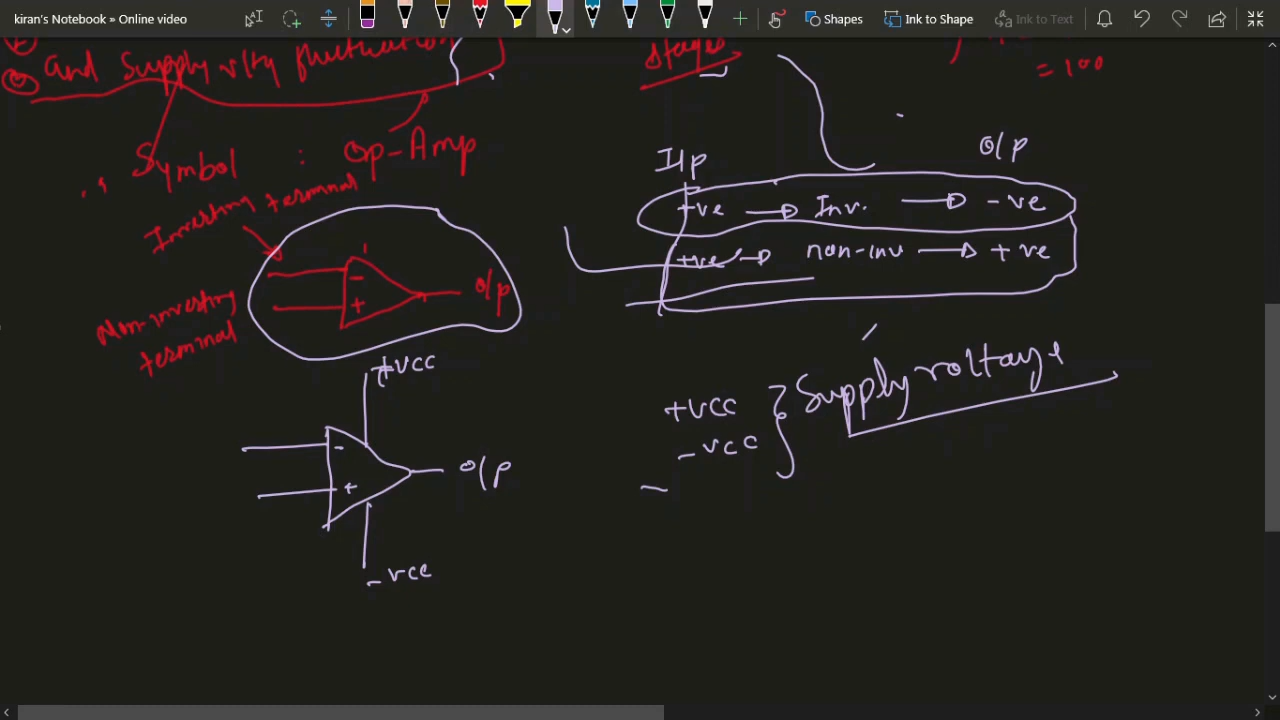 kiran's Notebook » Online video
Shapes
Ink to Shape
Ink to Text
and supply vltg fluctuation
stages
= 100
Symbol : Op-Amp
Inverting terminal
Non-inverting
terminal
-
+
O/p
I/p
O/p
+ve → Inv. → -ve
+ve → non-inv → +ve
+vcc
-
+
O/p
-vcc
+vcc
-vcc
} Supply voltage
-